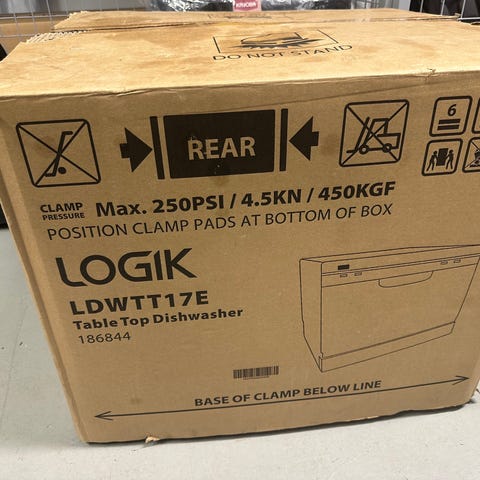 DO NOT STAND
REAR
6
CLAMP
PRESSURE
Max. 250PSI / 4.5KN / 450KGF
POSITION CLAMP PADS AT BOTTOM OF BOX
LOGIK
LDWTT17E
Table Top Dishwasher
186844
BASE OF CLAMP BELOW LINE